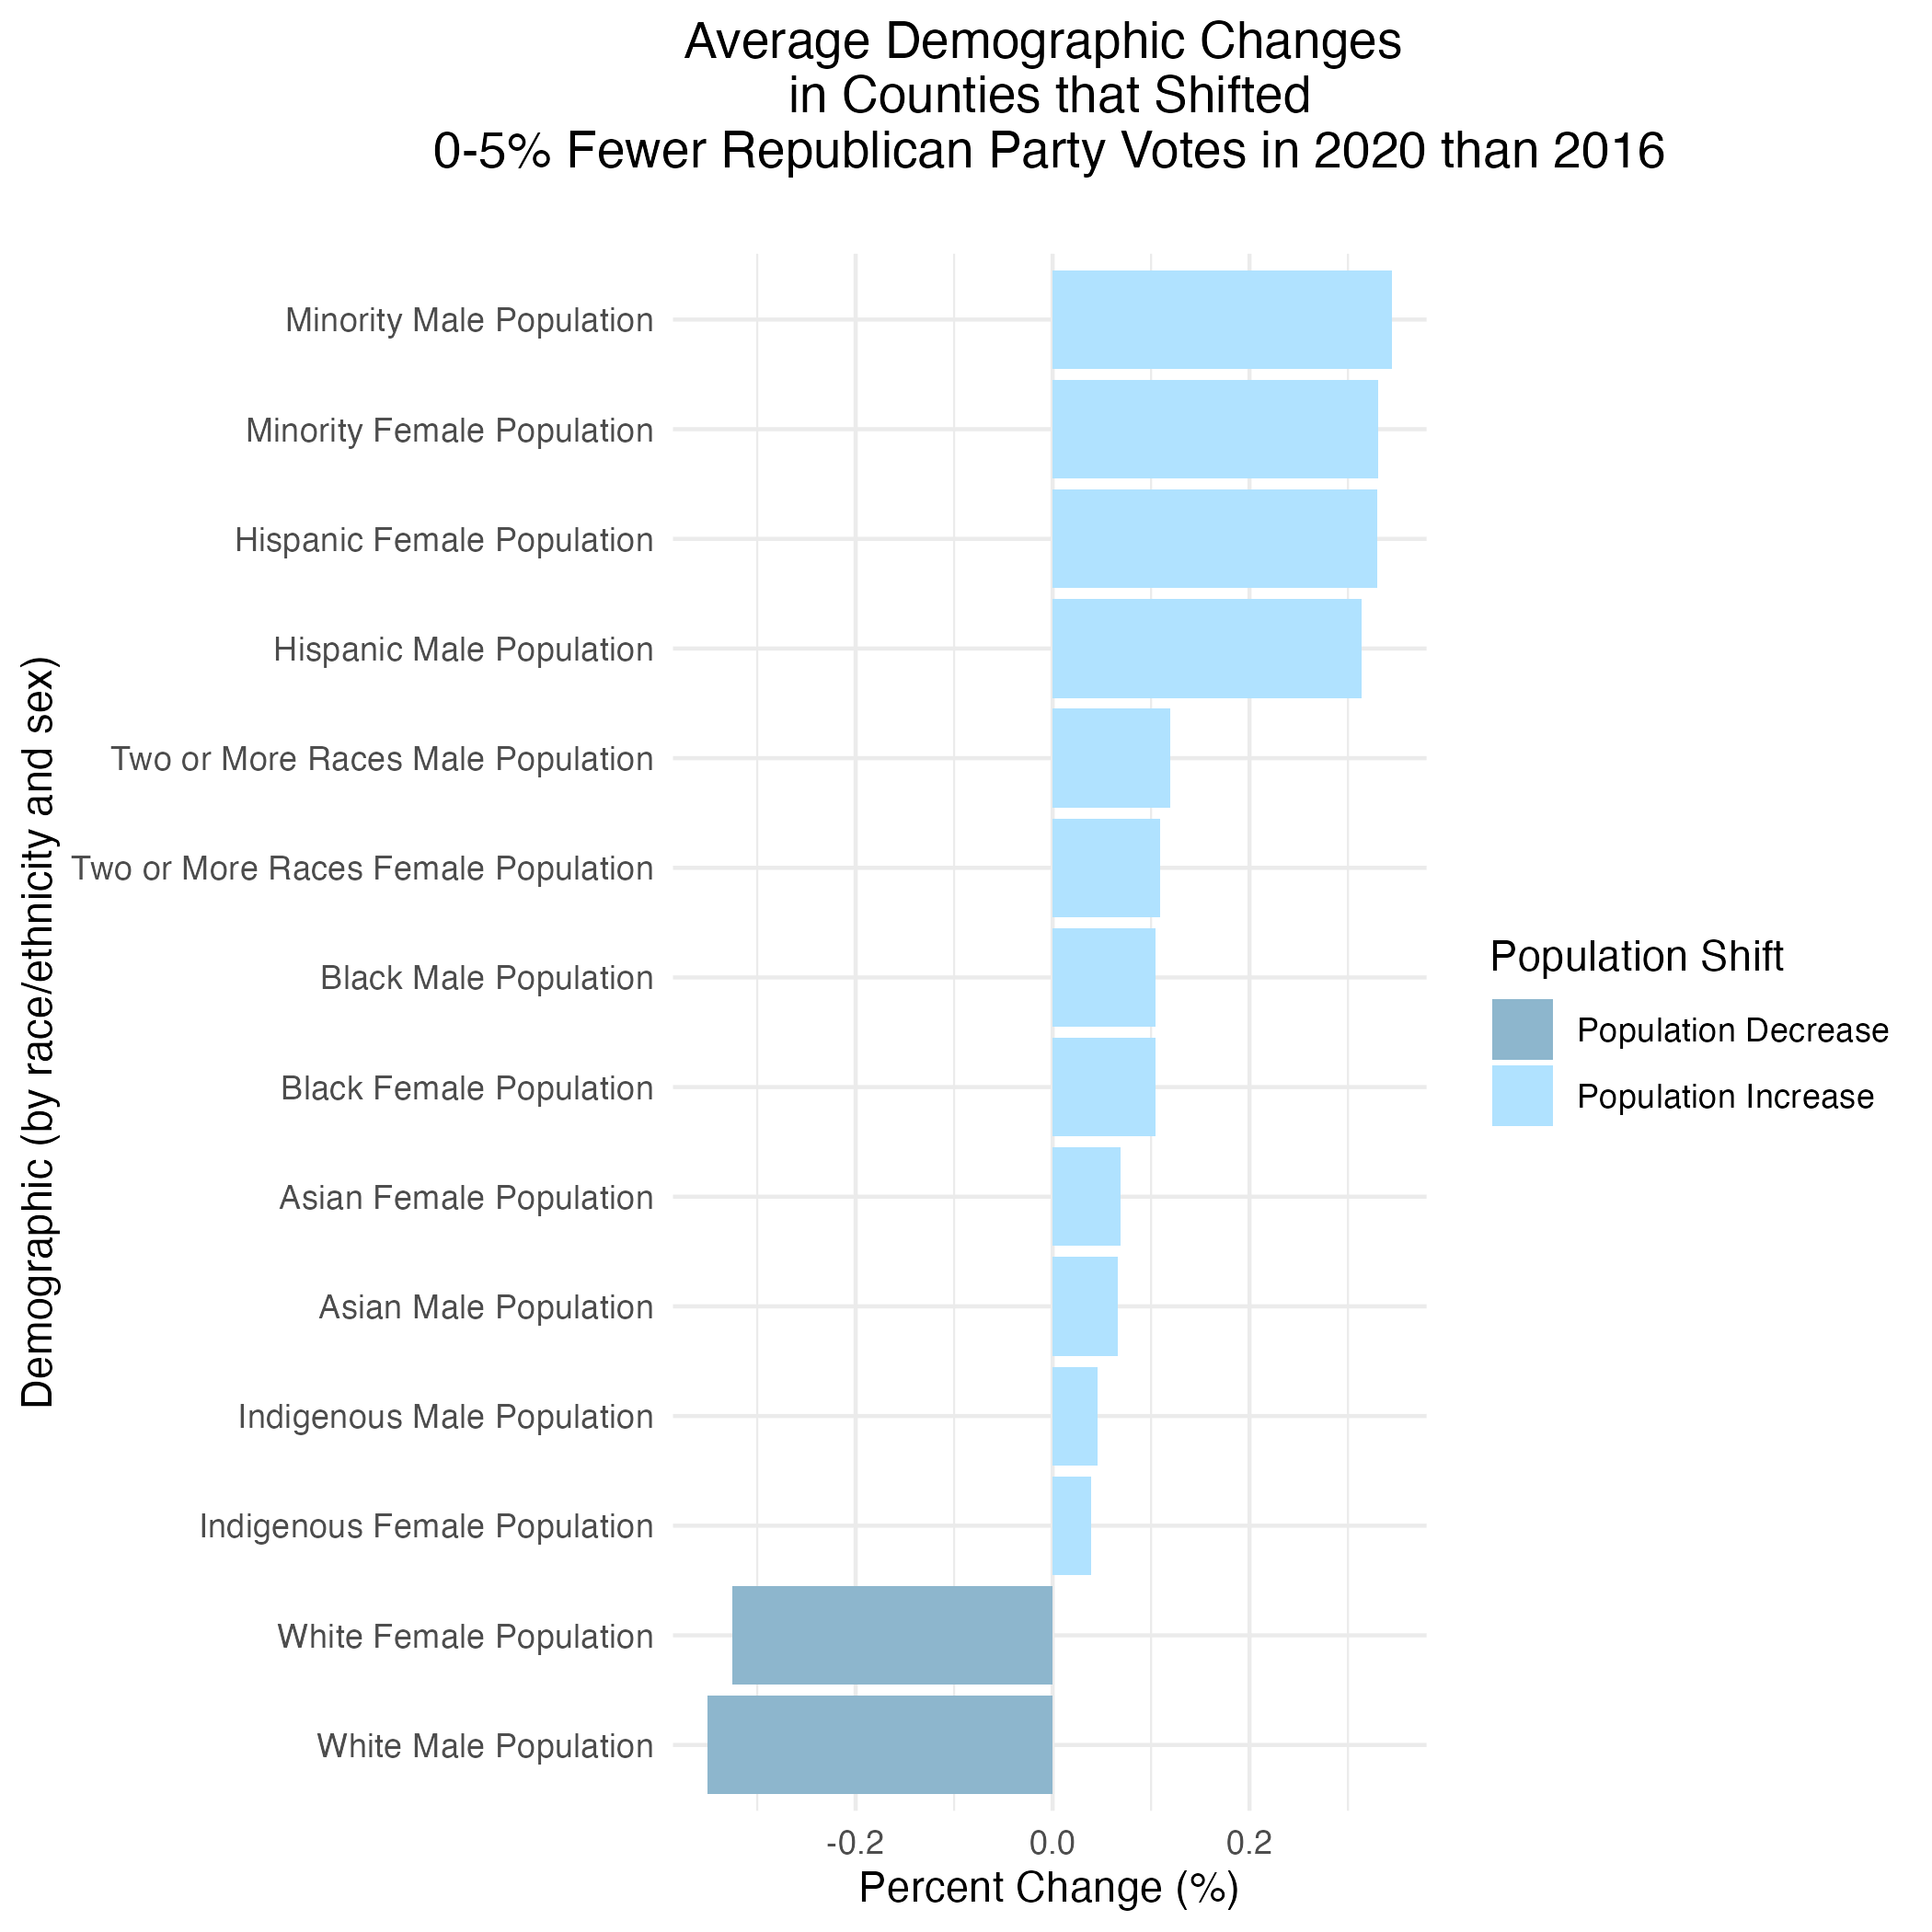 Average Demographic Changes
in Counties that Shifted
0-5% Fewer Republican Party Votes in 2020 than 2016
Demographic (by race/ethnicity and sex)
Minority Male Population
Minority Female Population
Hispanic Female Population
Hispanic Male Population
Two or More Races Male Population
Two or More Races Female Population
Black Male Population
Black Female Population
Asian Female Population
Asian Male Population
Indigenous Male Population
Indigenous Female Population
White Female Population
White Male Population
-0.2 0.0 0.2
Percent Change (%)
Population Shift
Population Decrease
Population Increase